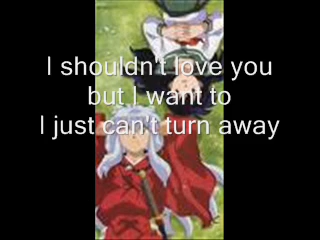 I shouldn't love you
but I want to
I just can't turn away